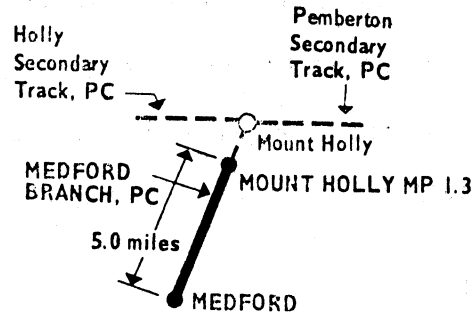 Holly
Secondary
Track, PC
Pemberton
Secondary
Track, PC
Mount Holly
MEDFORD
BRANCH, PC
MOUNT HOLLY MP 1.3
5.0 miles
MEDFORD